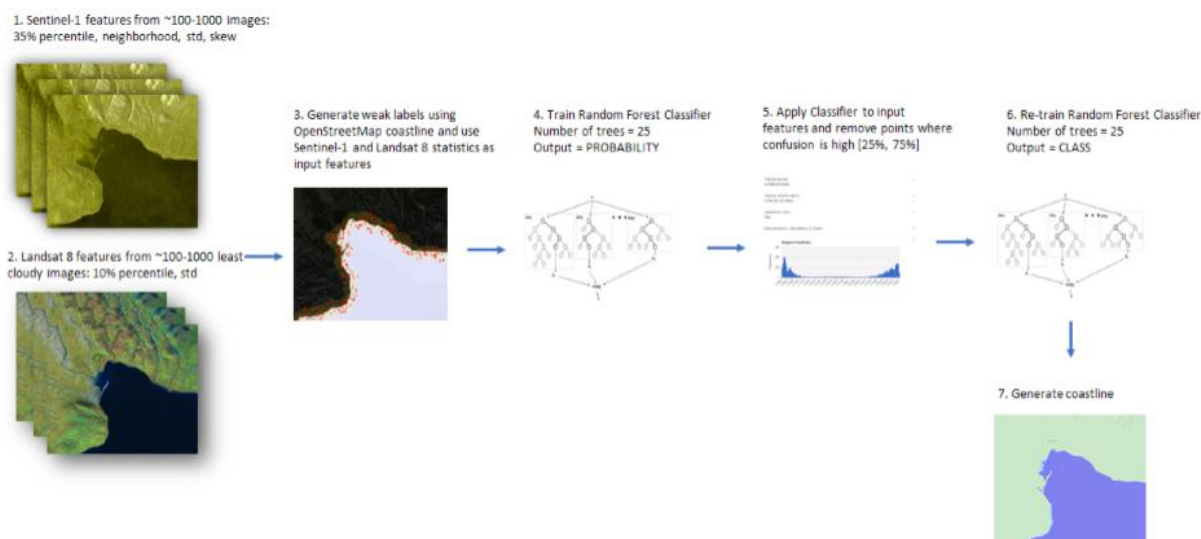 1. Sentinel-1 features from ~100-1000 images:
35% percentile, neighborhood, std, skew
2. Landsat 8 features from ~100-1000 least
cloudy images: 10% percentile, std
3. Generate weak labels using
OpenStreetMap coastline and use
Sentinel-1 and Landsat 8 statistics as
input features
4. Train Random Forest Classifier
Number of trees = 25
Output = PROBABILITY
5. Apply Classifier to input
features and remove points where
confusion is high [25%, 75%]
6. Re-train Random Forest Classifier
Number of trees = 25
Output = CLASS
7. Generate coastline